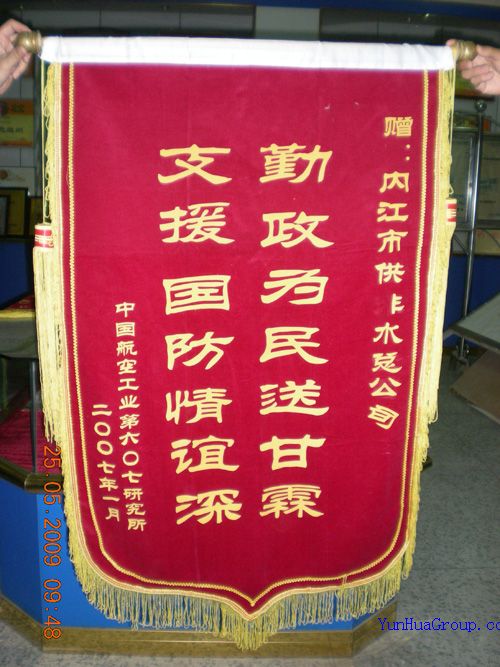 赠：内江市供排水总公司
勤政为民送甘霖
支援国防情谊深
中国航空工业第六〇七研究所
二〇〇七年一月
25.05.2009 09:48
YunHuaGroup.co